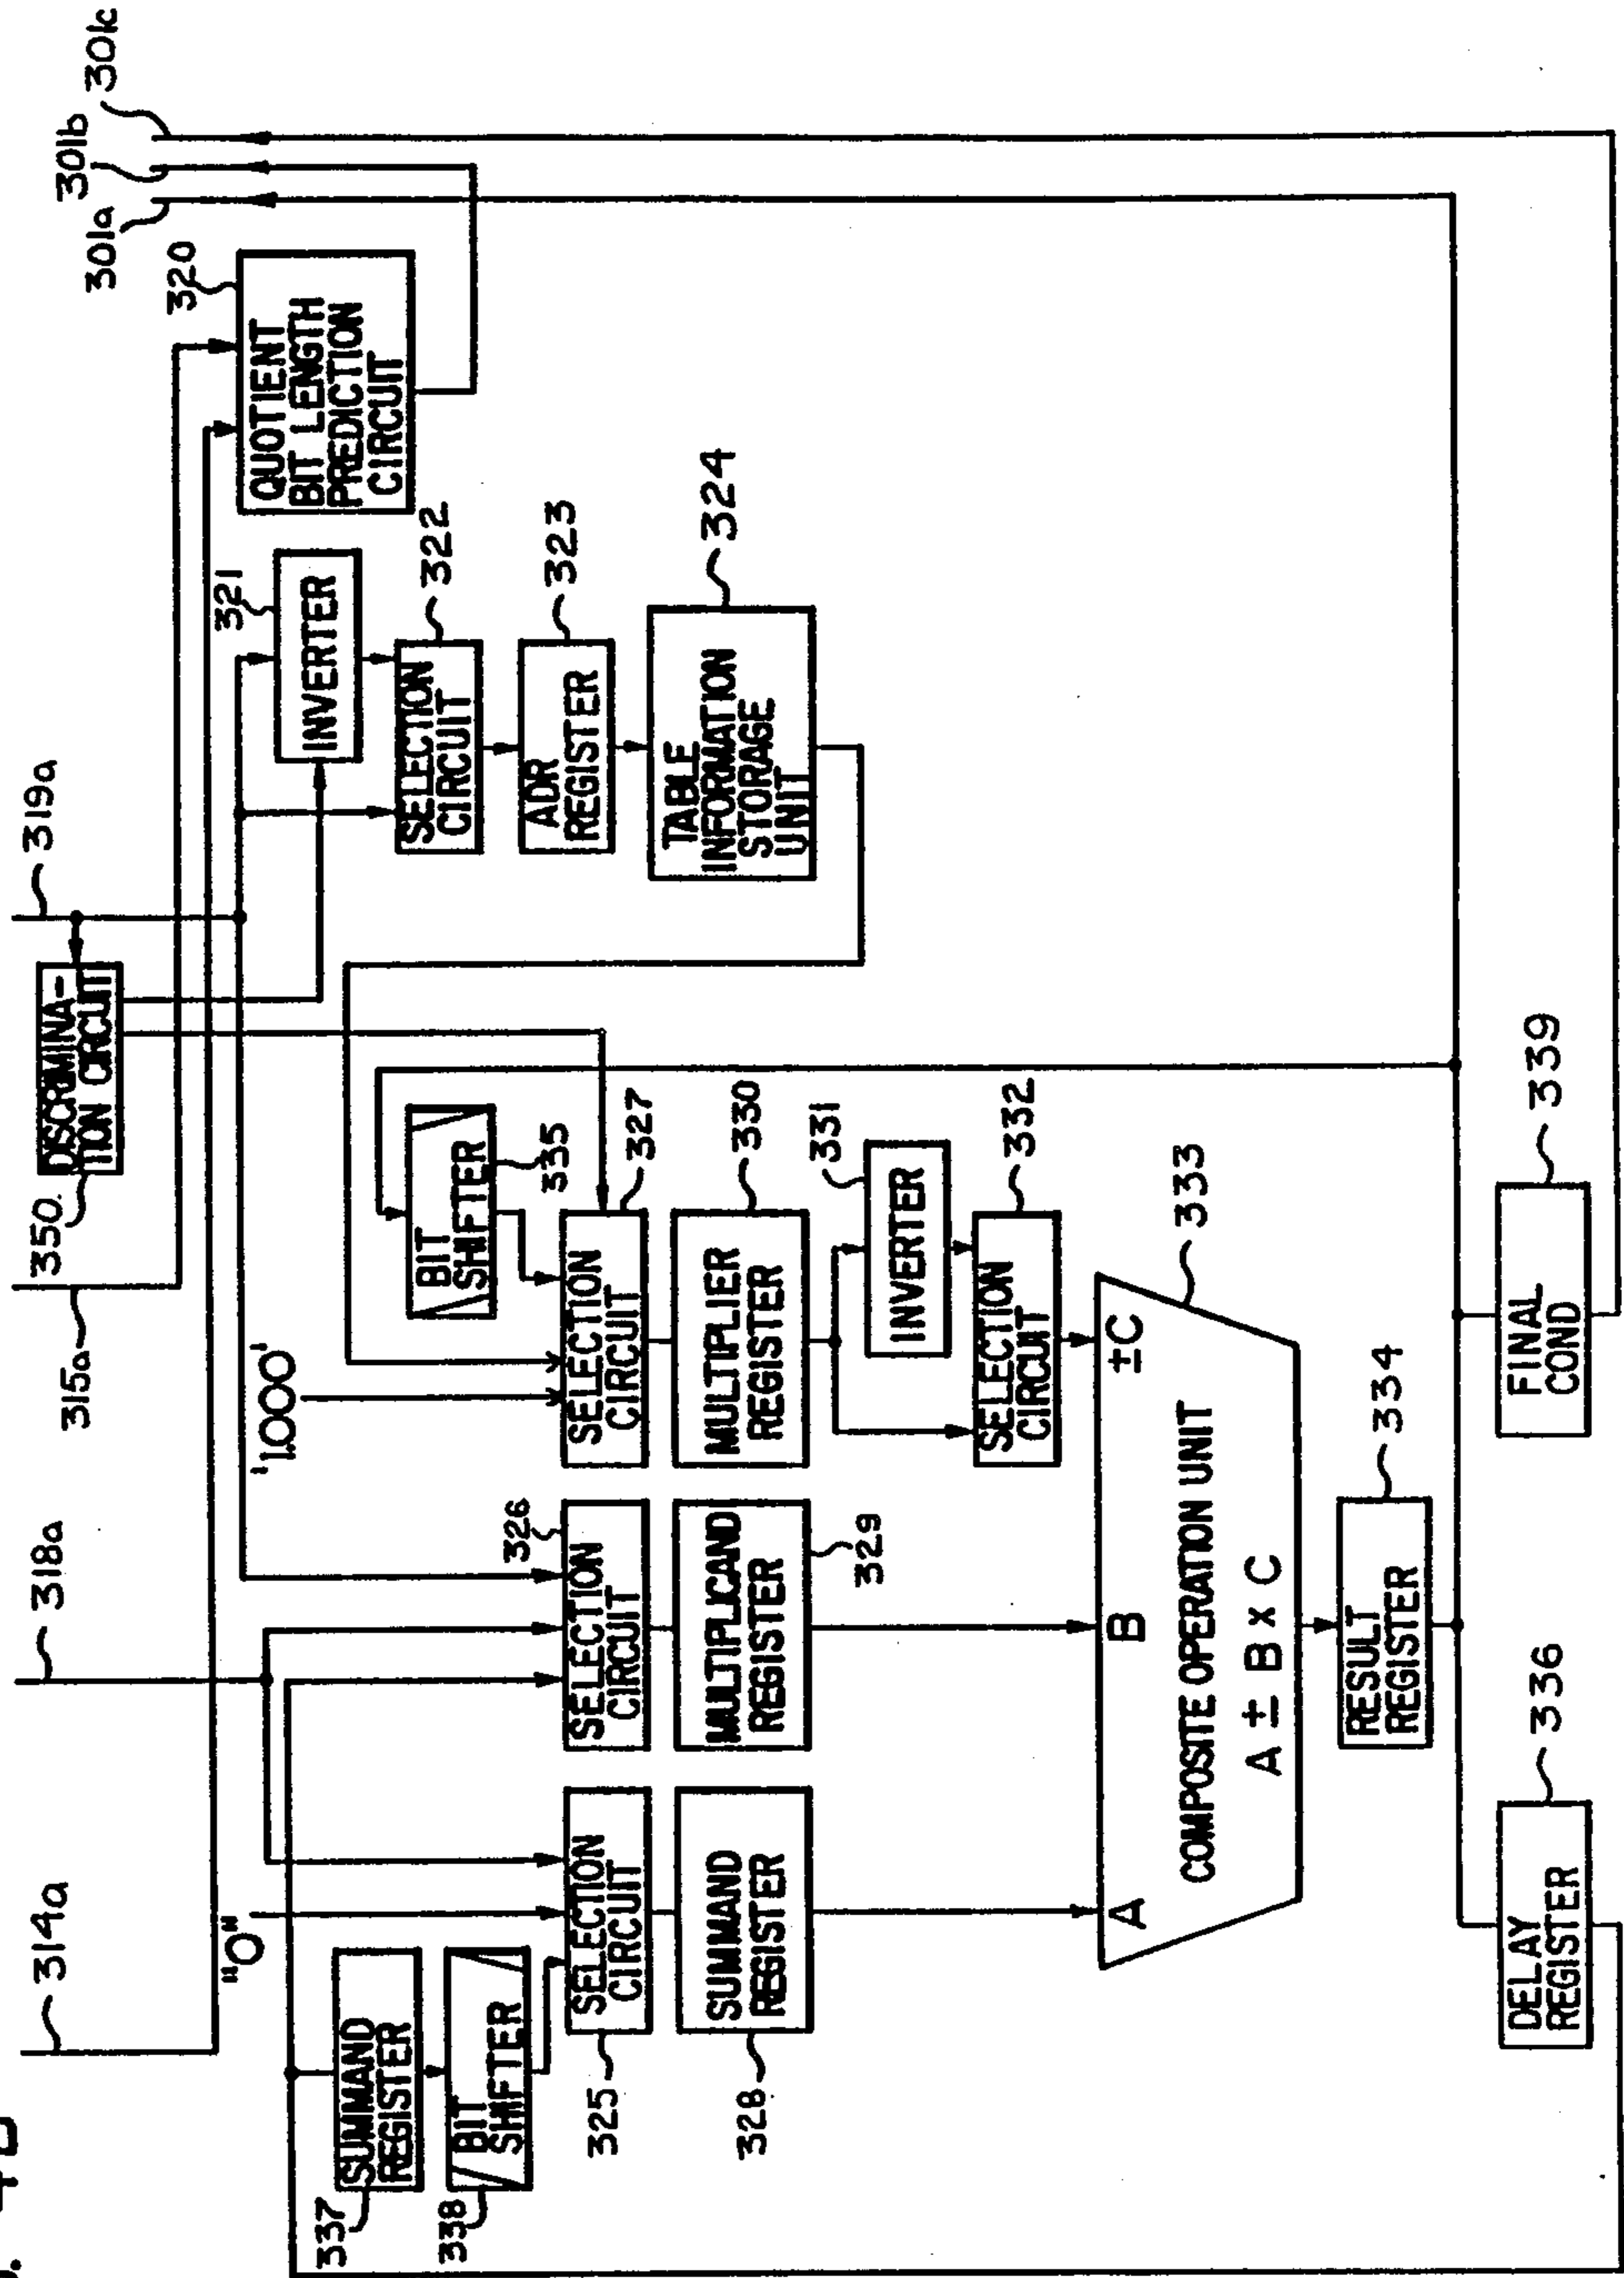 314a
318a
315a
350
DISCRIMINA-
TION CIRCUIT
319a
301a
301b
301c
320
QUOTIENT
BIT LENGTH
PREDICTION
CIRCUIT
321
INVERTER
322
SELECTION
CIRCUIT
323
ADR
REGISTER
324
TABLE
INFORMATION
STORAGE
UNIT
337
SUMMAND
REGISTER
338
BIT
SHIFTER
"0"
'1.000'
BIT
SHIFTER
335
325
SELECTION
CIRCUIT
326
SELECTION
CIRCUIT
SELECTION
CIRCUIT
327
328
SUMMAND
REGISTER
MULTIPLICAND
REGISTER
329
MULTIPLIER
REGISTER
330
331
INVERTER
SELECTION
CIRCUIT
332
A
B
±C
333
COMPOSITE OPERATION UNIT
A ± B x C
RESULT
REGISTER
334
DELAY
REGISTER
336
FINAL
COND
339